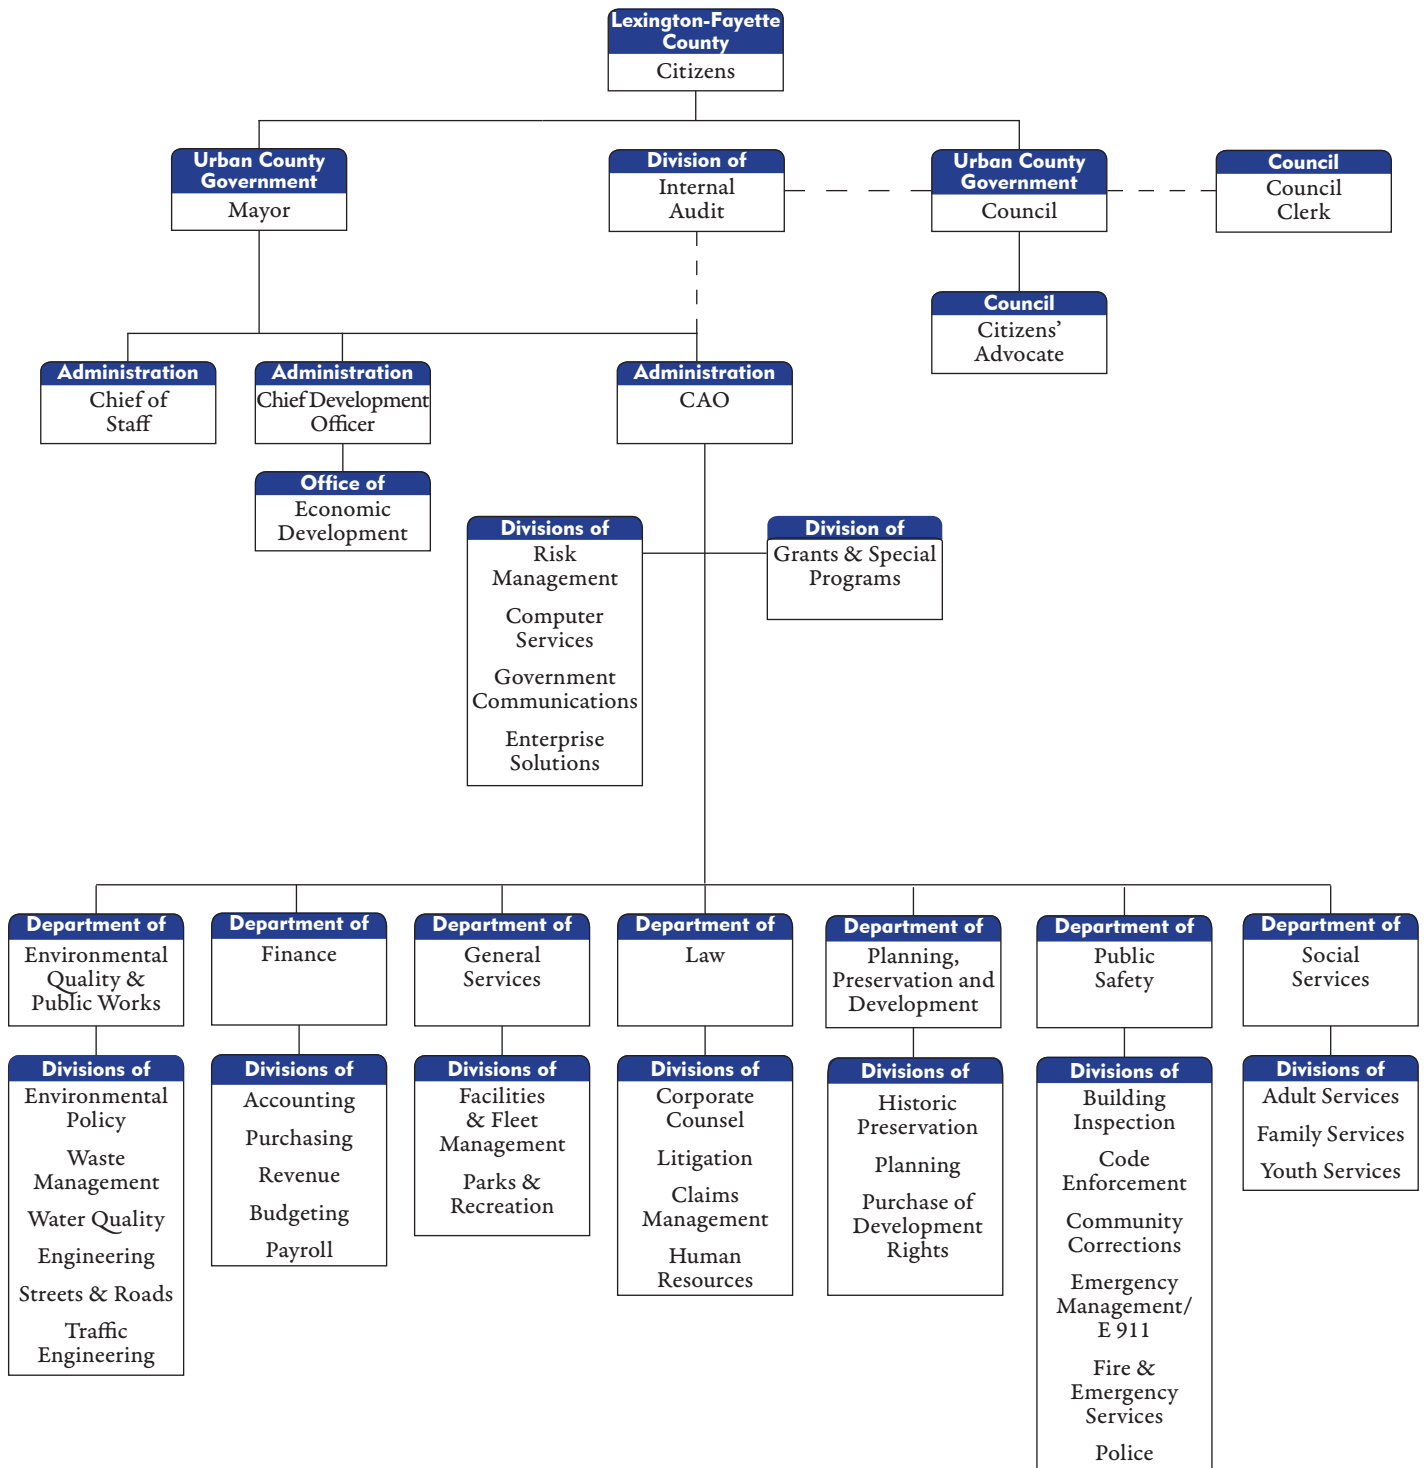 Lexington-Fayette
County
Citizens
Urban County
Government
Mayor
Division of
Internal
Audit
Urban County
Government
Council
Council
Council
Clerk
Council
Citizens’
Advocate
Administration
Chief of
Staff
Administration
Chief Development
Officer
Administration
CAO
Office of
Economic
Development
Divisions of
Risk
Management
Computer
Services
Government
Communications
Enterprise
Solutions
Division of
Grants & Special
Programs
Department of
Environmental
Quality &
Public Works
Department of
Finance
Department of
General
Services
Department of
Law
Department of
Planning,
Preservation and
Development
Department of
Public
Safety
Department of
Social
Services
Divisions of
Environmental
Policy
Waste
Management
Water Quality
Engineering
Streets & Roads
Traffic
Engineering
Divisions of
Accounting
Purchasing
Revenue
Budgeting
Payroll
Divisions of
Facilities
& Fleet
Management
Parks &
Recreation
Divisions of
Corporate
Counsel
Litigation
Claims
Management
Human
Resources
Divisions of
Historic
Preservation
Planning
Purchase of
Development
Rights
Divisions of
Building
Inspection
Code
Enforcement
Community
Corrections
Emergency
Management/
E 911
Fire &
Emergency
Services
Police
Divisions of
Adult Services
Family Services
Youth Services